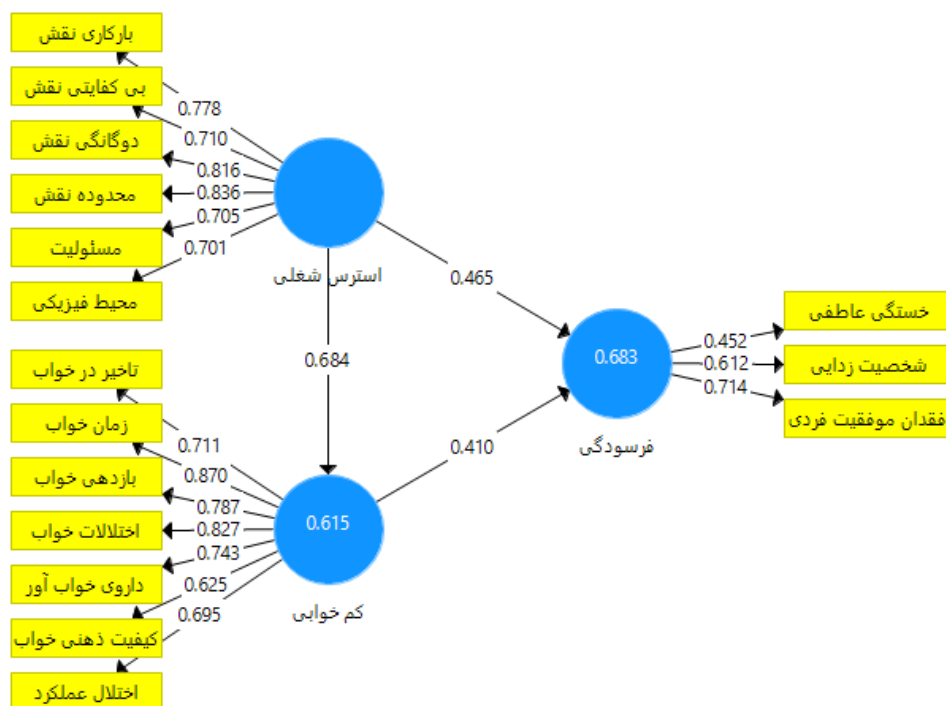 بارکاری نقش
بی کفایتی نقش
دوگانگی نقش
محدوده نقش
مسئولیت
محیط فیزیکی
0.778
0.710
0.816
0.836
0.705
0.701
استرس شغلی
0.465
0.684
تاخیر در خواب
زمان خواب
بازدهی خواب
اختلالات خواب
داروی خواب آور
کیفیت ذهنی خواب
اختلال عملکرد
0.711
0.870
0.787
0.827
0.743
0.625
0.695
0.615
کم خوابی
0.410
0.683
فرسودگی
0.452
0.612
0.714
خستگی عاطفی
شخصیت زدایی
فقدان موفقیت فردی